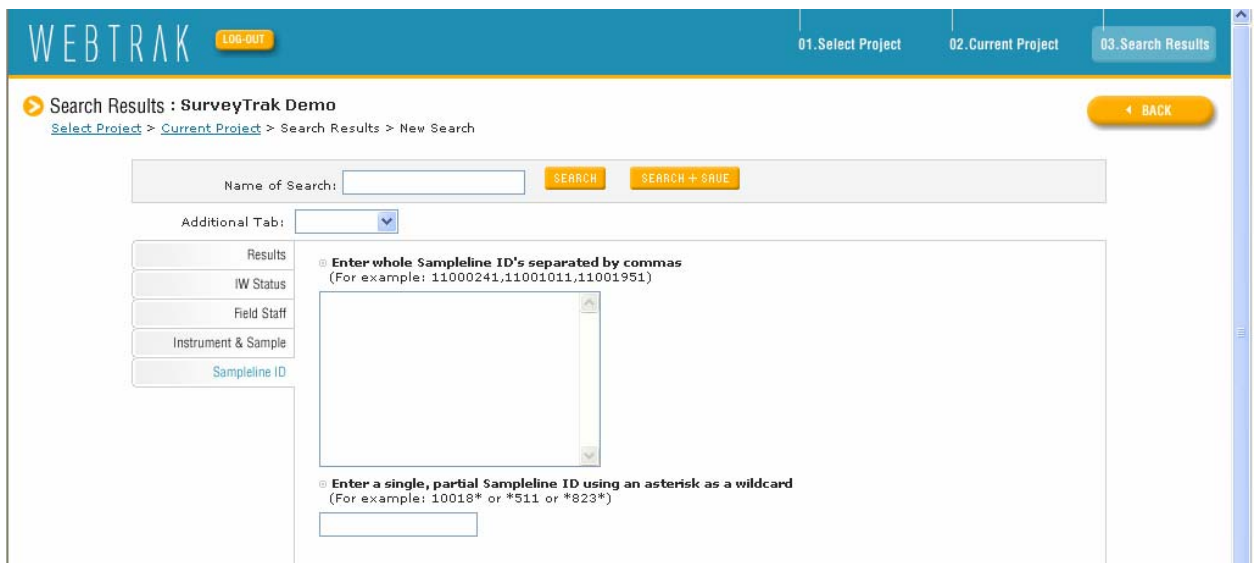 WEBTRAK LOG-OUT 01.Select Project 02.Current Project 03.Search Results
Search Results : SurveyTrak Demo
BACK
Select Project > Current Project > Search Results > New Search
Name of Search: SEARCH SEARCH + SAVE
Additional Tab:
Results
IW Status
Field Staff
Instrument & Sample
Sampleline ID
Enter whole Sampleline ID's separated by commas
(For example: 11000241,11001011,11001951)
Enter a single, partial Sampleline ID using an asterisk as a wildcard
(For example: 10018* or *511 or *823*)